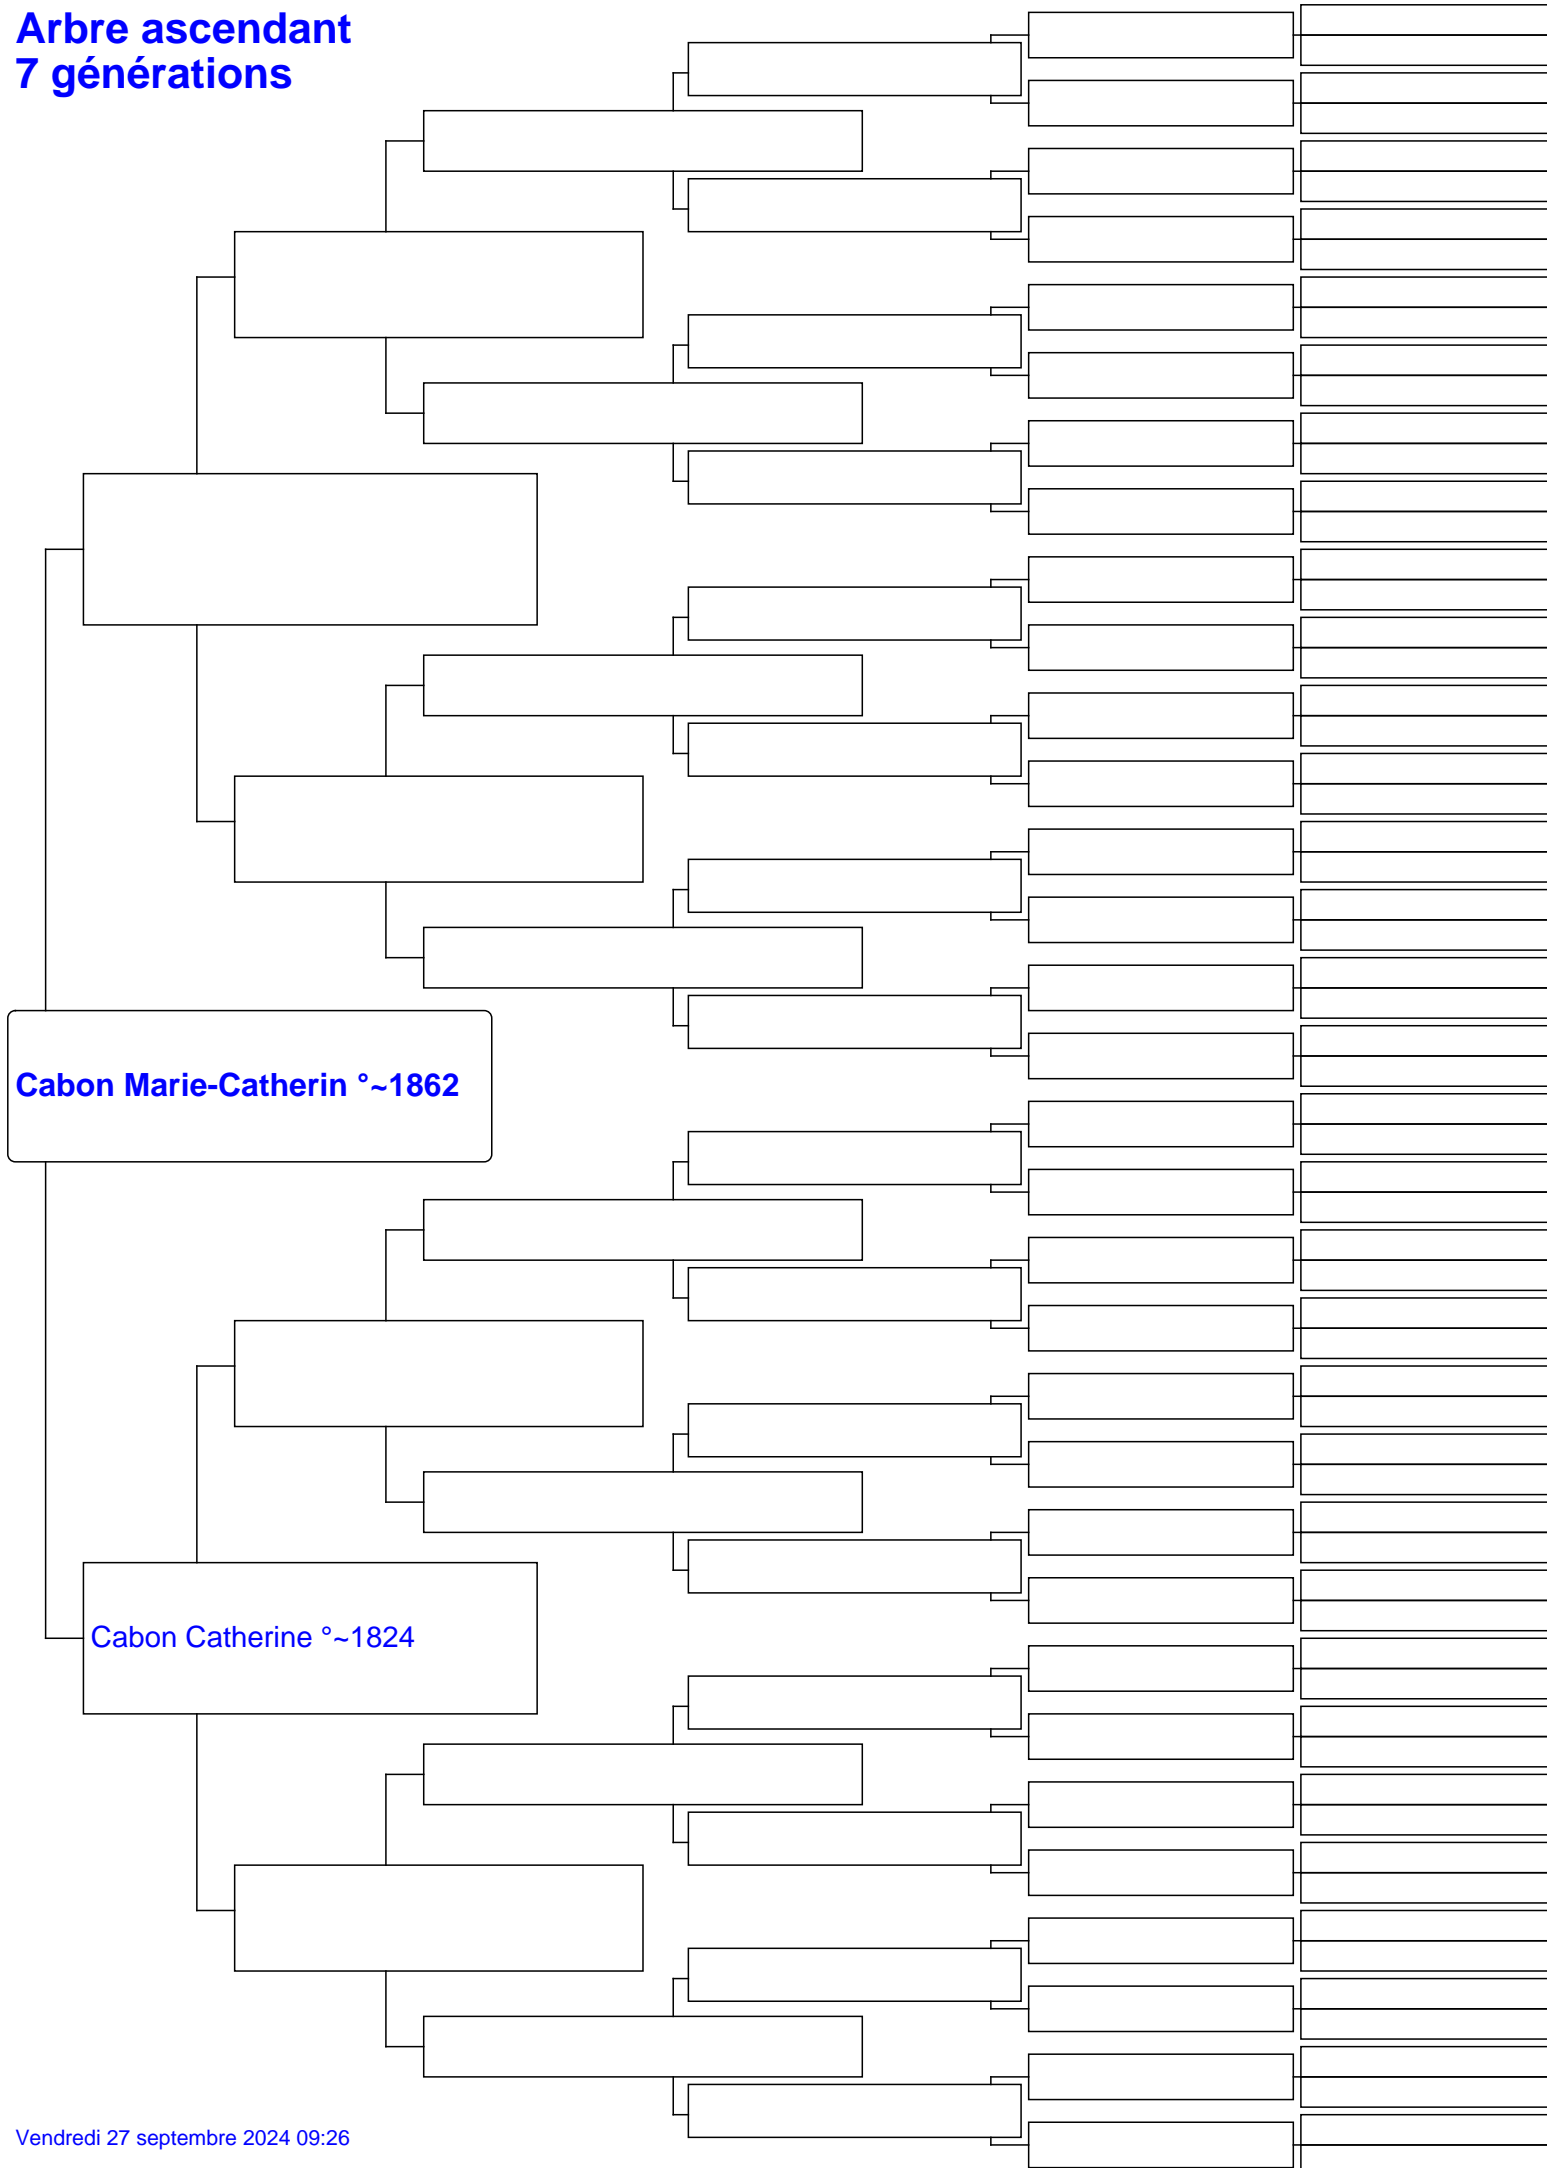 Arbre ascendant
7 générations
Cabon Marie-Catherin °~1862
Cabon Catherine °~1824
Vendredi 27 septembre 2024 09:26